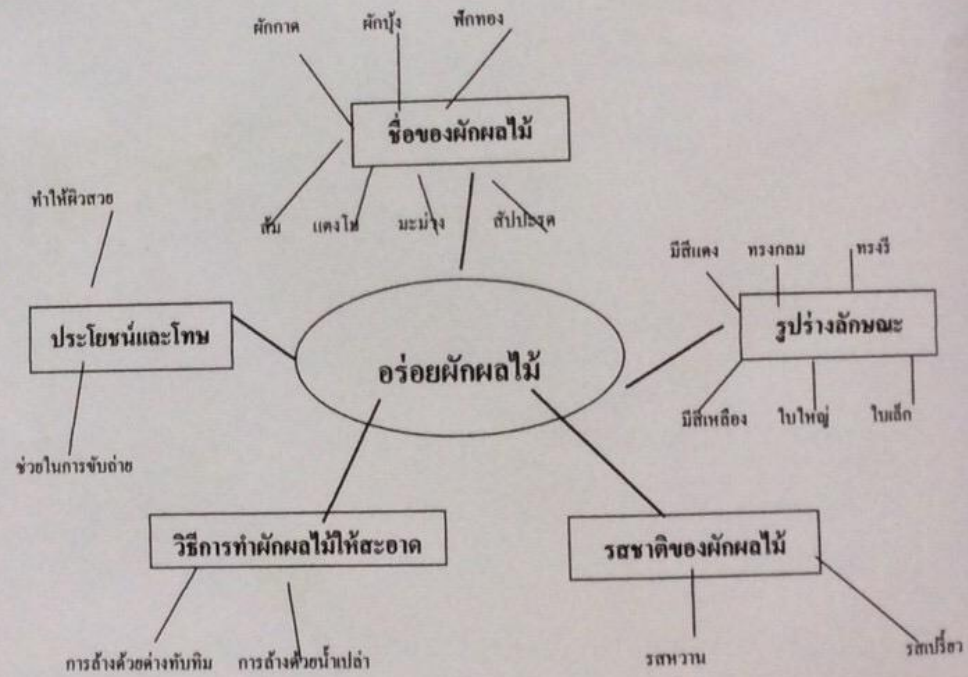 ผักกาด ผักบุ้ง ฟักทอง
ชื่อของผักผลไม้
ส้ม แตงโม มะม่วง สัปปะรด
ทำให้ผิวสวย
มีสีแดง ทรงกลม ทรงรี
ประโยชน์และโทษ
รูปร่างลักษณะ
อร่อยผักผลไม้
มีสีเหลือง ใบใหญ่ ใบเล็ก
ช่วยในการขับถ่าย
วิธีการทำผักผลไม้ให้สะอาด
รสชาติของผักผลไม้
การล้างด้วยด่างทับทิม การล้างด้วยน้ำเปล่า
รสหวาน
รสเปรี้ยว